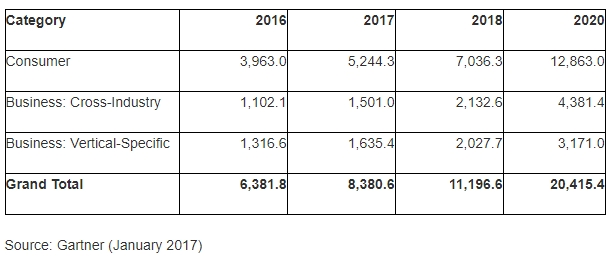 Category 2016 2017 2018 2020
Consumer 3,963.0 5,244.3 7,036.3 12,863.0
Business: Cross-Industry 1,102.1 1,501.0 2,132.6 4,381.4
Business: Vertical-Specific 1,316.6 1,635.4 2,027.7 3,171.0
Grand Total 6,381.8 8,380.6 11,196.6 20,415.4
Source: Gartner (January 2017)